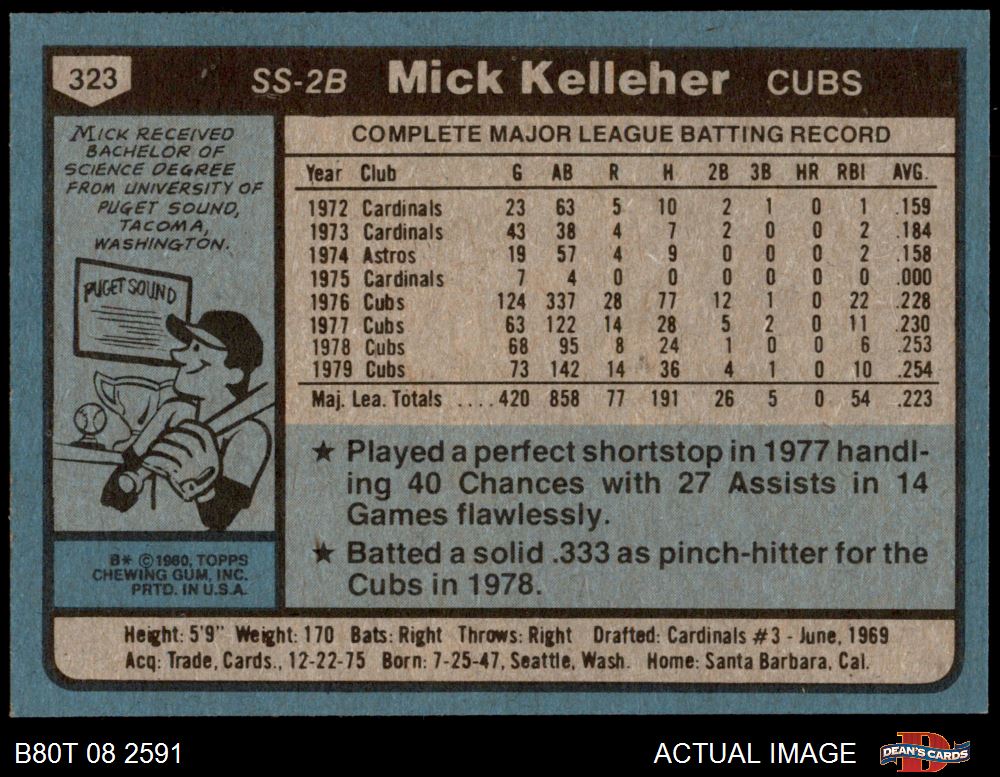 323 SS-2B Mick Kelleher CUBS
MICK RECEIVED
BACHELOR OF
SCIENCE DEGREE
FROM UNIVERSITY OF
PUGET SOUND,
TACOMA,
WASHINGTON.
PUGET SOUND
B* ©1980, TOPPS
CHEWING GUM, INC.
PRTD. IN U.S.A.
COMPLETE MAJOR LEAGUE BATTING RECORD
Year Club G AB R H 2B 3B HR RBI AVG.
1972 Cardinals 23 63 5 10 2 1 0 1 .159
1973 Cardinals 43 38 4 7 2 0 0 2 .184
1974 Astros 19 57 4 9 0 0 0 2 .158
1975 Cardinals 7 4 0 0 0 0 0 0 .000
1976 Cubs 124 337 28 77 12 1 0 22 .228
1977 Cubs 63 122 14 28 5 2 0 11 .230
1978 Cubs 68 95 8 24 1 0 0 6 .253
1979 Cubs 73 142 14 36 4 1 0 10 .254
Maj. Lea. Totals ....420 858 77 191 26 5 0 54 .223
★ Played a perfect shortstop in 1977 handl-
ing 40 Chances with 27 Assists in 14
Games flawlessly.
★ Batted a solid .333 as pinch-hitter for the
Cubs in 1978.
Height: 5'9" Weight: 170 Bats: Right Throws: Right Drafted: Cardinals #3 - June, 1969
Acq: Trade, Cards., 12-22-75 Born: 7-25-47, Seattle, Wash. Home: Santa Barbara, Cal.
B80T 08 2591 ACTUAL IMAGE DEAN'S CARDS